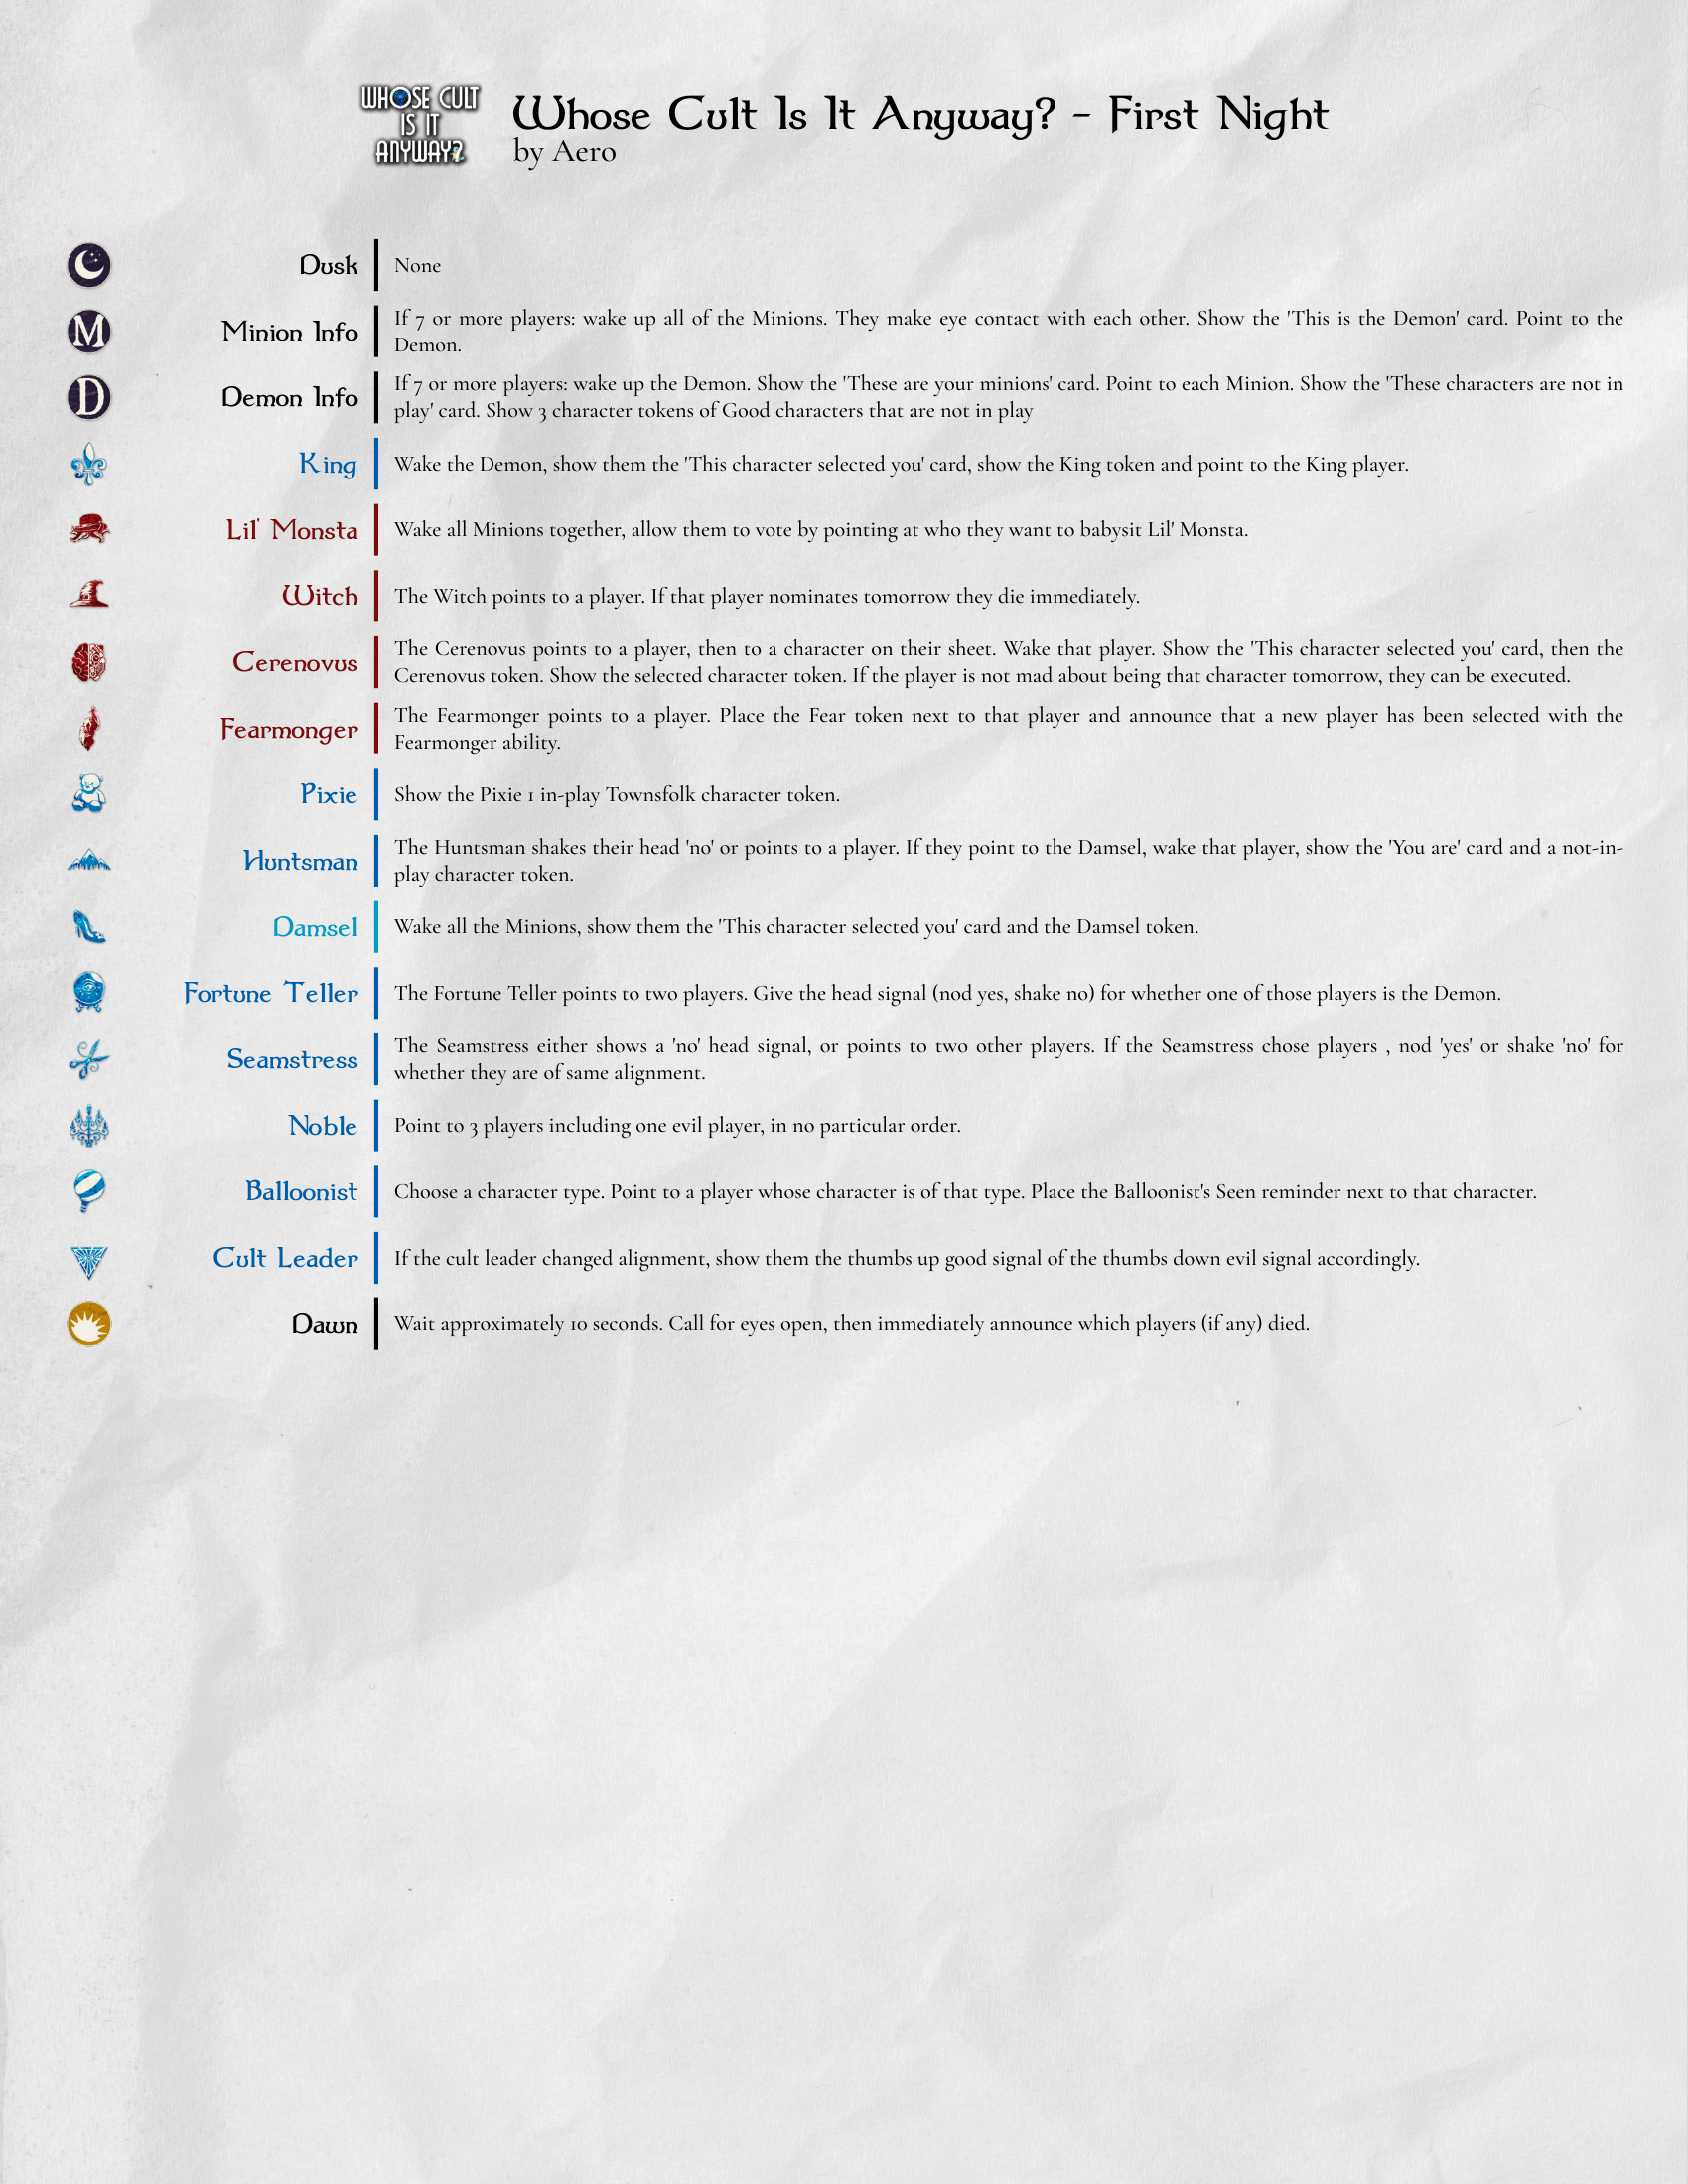 WHOSE CULT
IS IT
ANYWAY?
Whose Cult Is It Anyway? - First Night
by Aero
Dusk
None
M
Minion Info
If 7 or more players: wake up all of the Minions. They make eye contact with each other. Show the 'This is the Demon' card. Point to the
Demon.
D
Demon Info
If 7 or more players: wake up the Demon. Show the 'These are your minions' card. Point to each Minion. Show the 'These characters are not in
play' card. Show 3 character tokens of Good characters that are not in play
King
Wake the Demon, show them the 'This character selected you' card, show the King token and point to the King player.
Lil' Monsta
Wake all Minions together, allow them to vote by pointing at who they want to babysit Lil' Monsta.
Witch
The Witch points to a player. If that player nominates tomorrow they die immediately.
Cerenovus
The Cerenovus points to a player, then to a character on their sheet. Wake that player. Show the 'This character selected you' card, then the
Cerenovus token. Show the selected character token. If the player is not mad about being that character tomorrow, they can be executed.
Fearmonger
The Fearmonger points to a player. Place the Fear token next to that player and announce that a new player has been selected with the
Fearmonger ability.
Pixie
Show the Pixie 1 in-play Townsfolk character token.
Huntsman
The Huntsman shakes their head 'no' or points to a player. If they point to the Damsel, wake that player, show the 'You are' card and a not-in-
play character token.
Damsel
Wake all the Minions, show them the 'This character selected you' card and the Damsel token.
Fortune Teller
The Fortune Teller points to two players. Give the head signal (nod yes, shake no) for whether one of those players is the Demon.
Seamstress
The Seamstress either shows a 'no' head signal, or points to two other players. If the Seamstress chose players , nod 'yes' or shake 'no' for
whether they are of same alignment.
Noble
Point to 3 players including one evil player, in no particular order.
Balloonist
Choose a character type. Point to a player whose character is of that type. Place the Balloonist's Seen reminder next to that character.
Cult Leader
If the cult leader changed alignment, show them the thumbs up good signal of the thumbs down evil signal accordingly.
Dawn
Wait approximately 10 seconds. Call for eyes open, then immediately announce which players (if any) died.